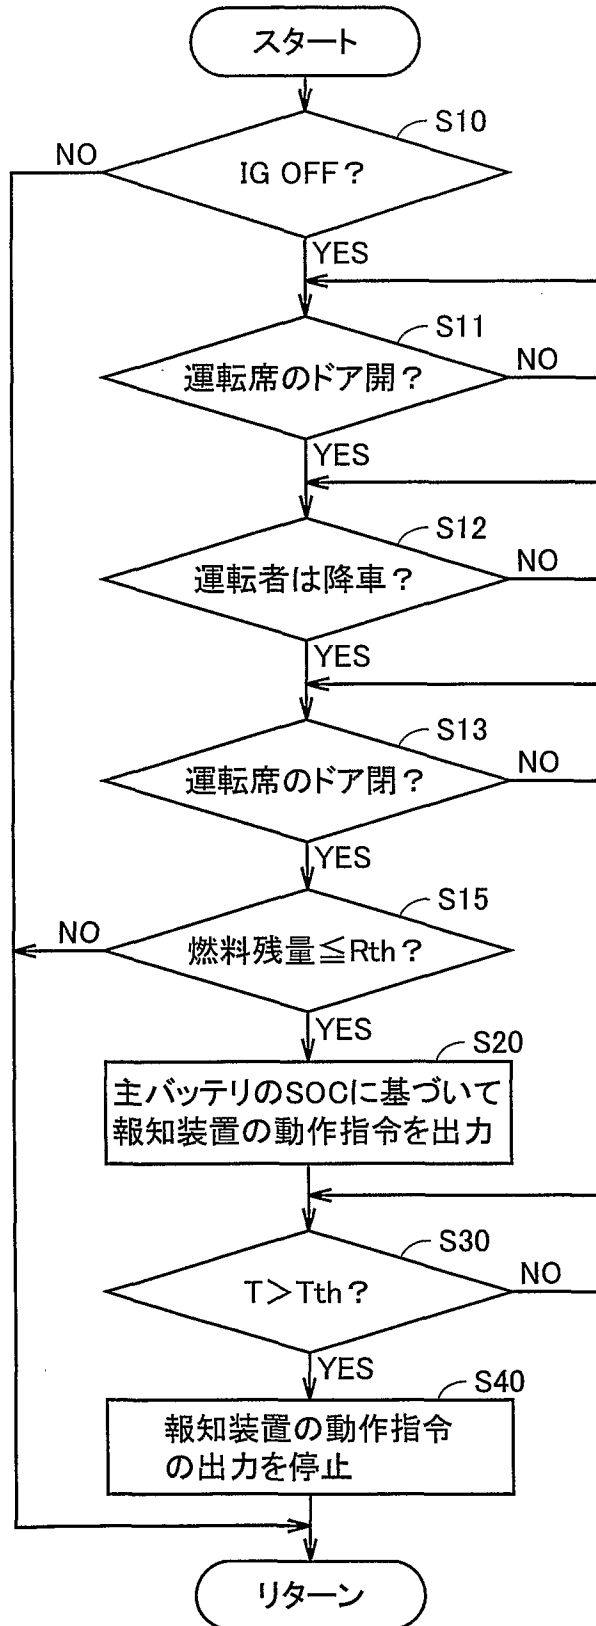 スタート
S10
NO
IG OFF？
YES
S11
運転席のドア開？
NO
YES
S12
運転者は降車？
NO
YES
S13
運転席のドア閉？
NO
YES
S15
NO
燃料残量≦Rth？
YES
S20
主バッテリのSOCに基づいて
報知装置の動作指令を出力
S30
T＞Tth？
NO
YES
S40
報知装置の動作指令
の出力を停止
リターン